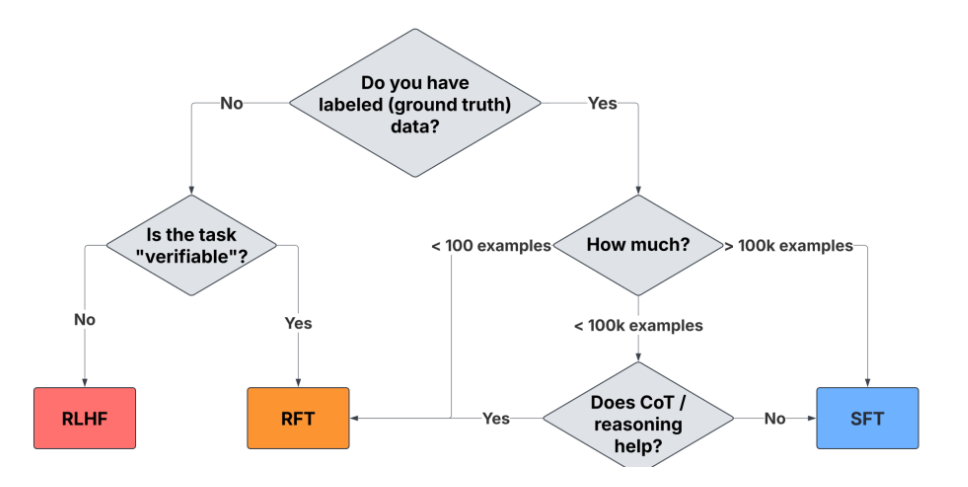 Do you have
labeled (ground truth)
data?
No
Yes
Is the task
"verifiable"?
< 100 examples
How much?
> 100k examples
No
Yes
< 100k examples
RLHF
RFT
Yes
Does CoT /
reasoning
help?
No
SFT